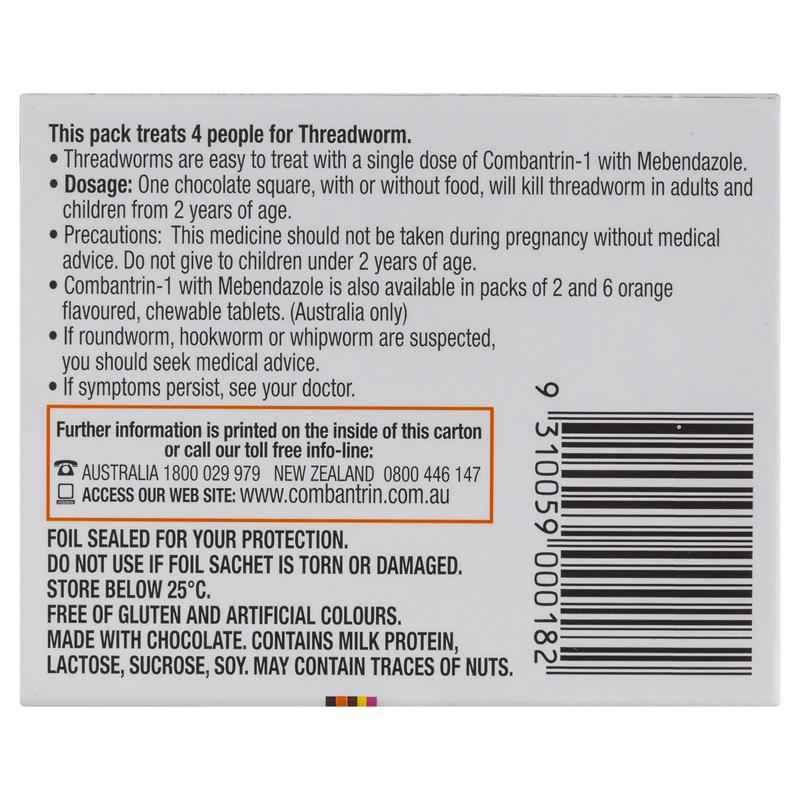 This pack treats 4 people for Threadworm.
• Threadworms are easy to treat with a single dose of Combantrin-1 with Mebendazole.
• Dosage: One chocolate square, with or without food, will kill threadworm in adults and
children from 2 years of age.
• Precautions: This medicine should not be taken during pregnancy without medical
advice. Do not give to children under 2 years of age.
• Combantrin-1 with Mebendazole is also available in packs of 2 and 6 orange
flavoured, chewable tablets. (Australia only)
• If roundworm, hookworm or whipworm are suspected,
you should seek medical advice.
• If symptoms persist, see your doctor.
Further information is printed on the inside of this carton
or call our toll free info-line:
AUSTRALIA 1800 029 979 NEW ZEALAND 0800 446 147
ACCESS OUR WEB SITE: www.combantrin.com.au
FOIL SEALED FOR YOUR PROTECTION.
DO NOT USE IF FOIL SACHET IS TORN OR DAMAGED.
STORE BELOW 25°C.
FREE OF GLUTEN AND ARTIFICIAL COLOURS.
MADE WITH CHOCOLATE. CONTAINS MILK PROTEIN,
LACTOSE, SUCROSE, SOY. MAY CONTAIN TRACES OF NUTS.
9 310059 000182